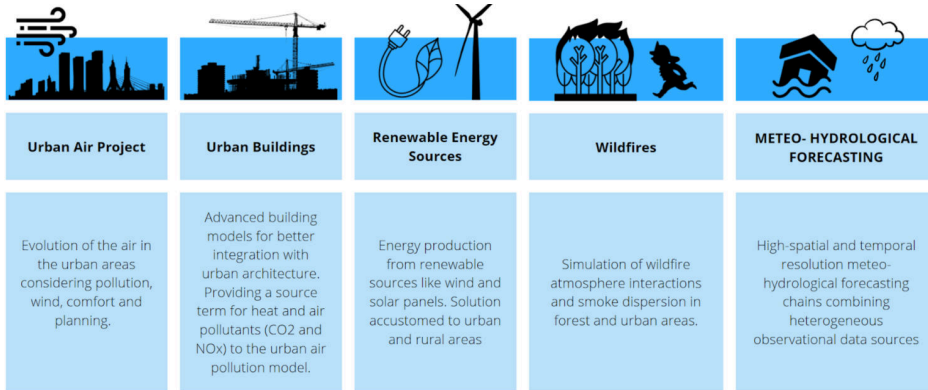 Urban Air Project
Urban Buildings
Renewable Energy
Sources
Wildfires
METEO- HYDROLOGICAL
FORECASTING
Evolution of the air in
the urban areas
considering pollution,
wind, comfort and
planning.
Advanced building
models for better
integration with
urban architecture.
Providing a source
term for heat and air
pollutants (CO2 and
NOx) to the urban air
pollution model.
Energy production
from renewable
sources like wind and
solar panels. Solution
accustomed to urban
and rural areas
Simulation of wildfire
atmosphere interactions
and smoke dispersion in
forest and urban areas.
High-spatial and temporal
resolution meteo-
hydrological forecasting
chains combining
heterogeneous
observational data sources